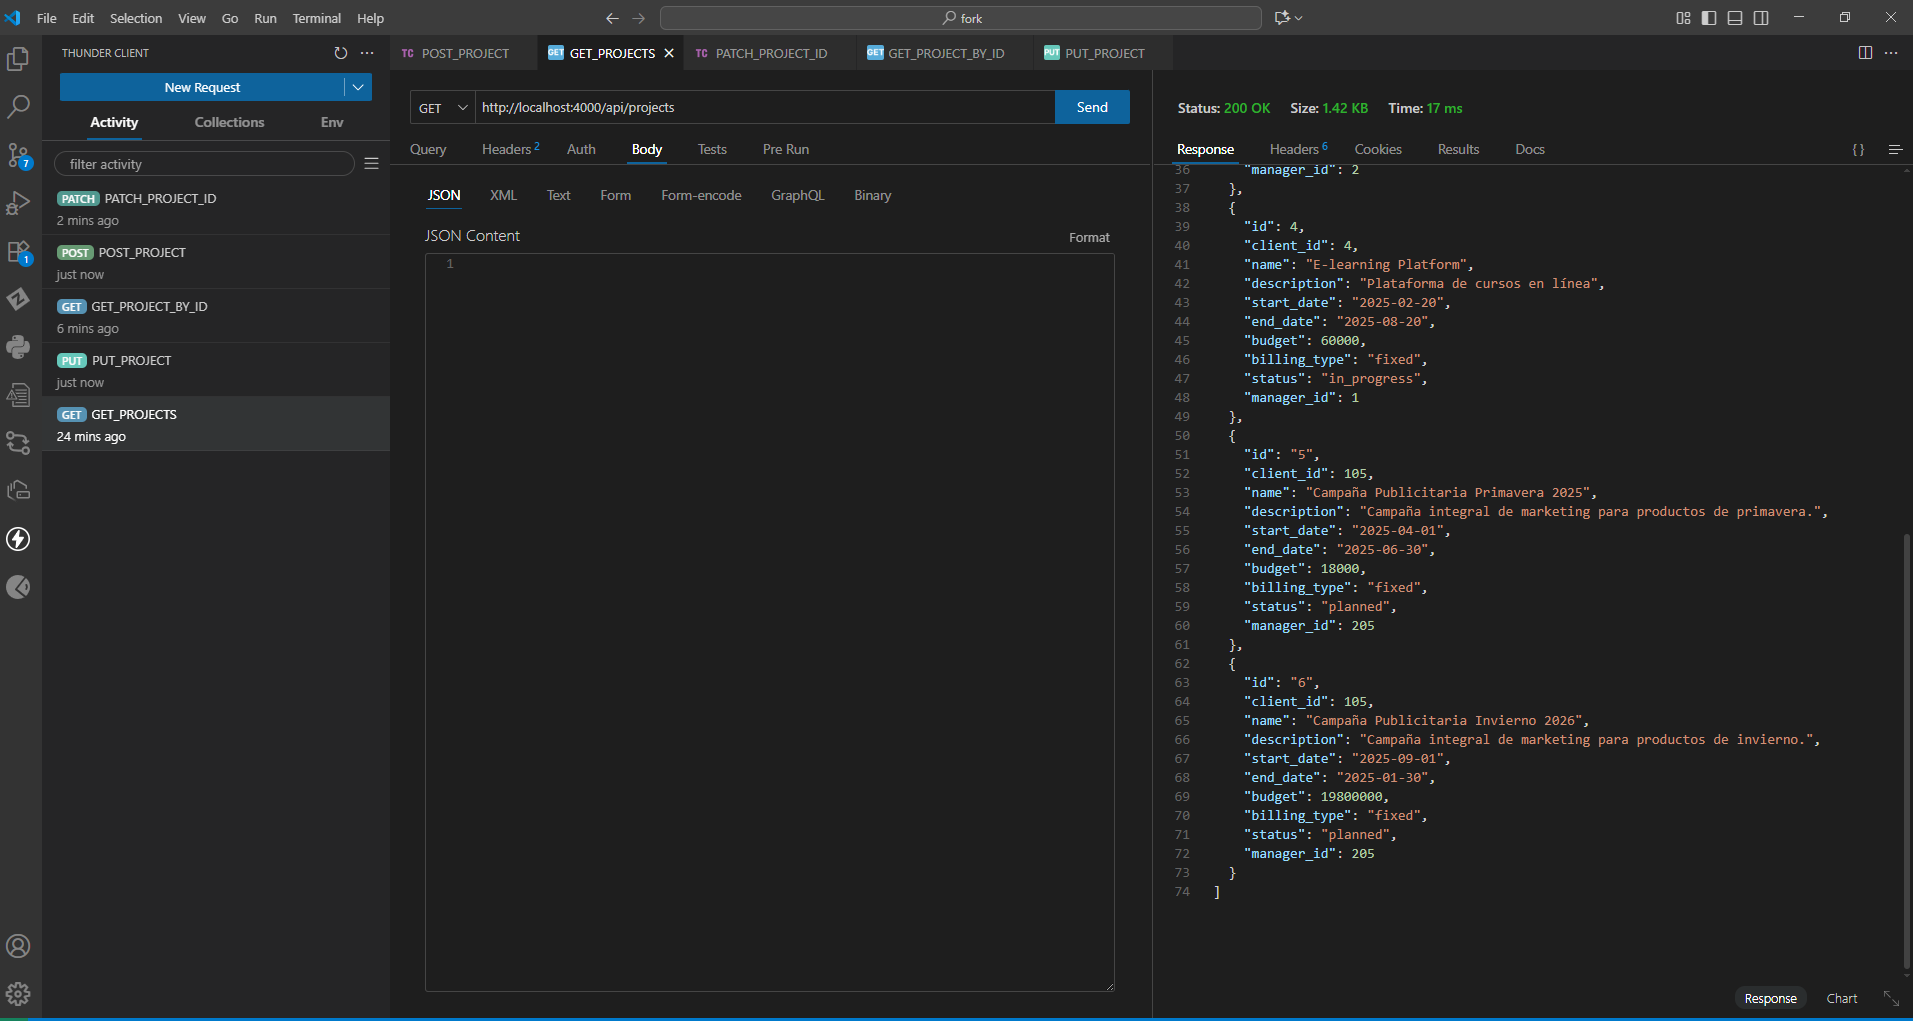 File Edit Selection View Go Run Terminal Help
fork
THUNDER CLIENT
New Request
Activity Collections Env
filter activity
PATCH PATCH_PROJECT_ID
2 mins ago
POST POST_PROJECT
just now
GET GET_PROJECT_BY_ID
6 mins ago
PUT PUT_PROJECT
just now
GET GET_PROJECTS
24 mins ago
7
1
TC POST_PROJECT GET GET_PROJECTS TC PATCH_PROJECT_ID GET GET_PROJECT_BY_ID PUT PUT_PROJECT
GET http://localhost:4000/api/projects Send
Query Headers 2 Auth Body Tests Pre Run
JSON XML Text Form Form-encode GraphQL Binary
JSON Content Format
1
Status: 200 OK Size: 1.42 KB Time: 17 ms
Response Headers 6 Cookies Results Docs { }
36 "manager_id": 2
37 },
38 {
39 "id": 4,
40 "client_id": 4,
41 "name": "E-learning Platform",
42 "description": "Plataforma de cursos en línea",
43 "start_date": "2025-02-20",
44 "end_date": "2025-08-20",
45 "budget": 60000,
46 "billing_type": "fixed",
47 "status": "in_progress",
48 "manager_id": 1
49 },
50 {
51 "id": "5",
52 "client_id": 105,
53 "name": "Campaña Publicitaria Primavera 2025",
54 "description": "Campaña integral de marketing para productos de primavera.",
55 "start_date": "2025-04-01",
56 "end_date": "2025-06-30",
57 "budget": 18000,
58 "billing_type": "fixed",
59 "status": "planned",
60 "manager_id": 205
61 },
62 {
63 "id": "6",
64 "client_id": 105,
65 "name": "Campaña Publicitaria Invierno 2026",
66 "description": "Campaña integral de marketing para productos de invierno.",
67 "start_date": "2025-09-01",
68 "end_date": "2025-01-30",
69 "budget": 19800000,
70 "billing_type": "fixed",
71 "status": "planned",
72 "manager_id": 205
73 }
74 ]
Response Chart